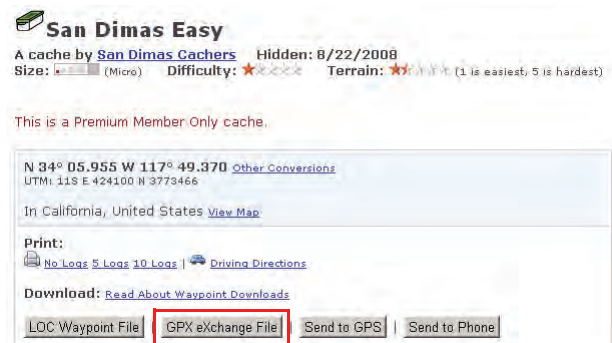 San Dimas Easy
A cache by San Dimas Cachers Hidden: 8/22/2008
Size: (Micro) Difficulty: Terrain: (1 is easiest, 5 is hardest)
This is a Premium Member Only cache.
N 34° 05.955 W 117° 49.370 Other Conversions
UTM: 11S E 424100 N 3773466
In California, United States View Map
Print:
No Logs 5 Logs 10 Logs | Driving Directions
Download: Read About Waypoint Downloads
LOC Waypoint File | GPX eXchange File | Send to GPS | Send to Phone